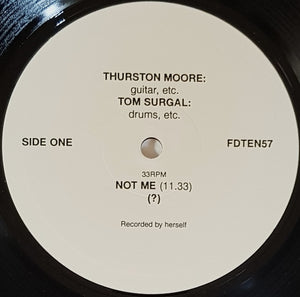 THURSTON MOORE:
guitar, etc.
TOM SURGAL:
drums, etc.
SIDE ONE
FDTEN57
33RPM
NOT ME (11.33)
(?)
Recorded by herself